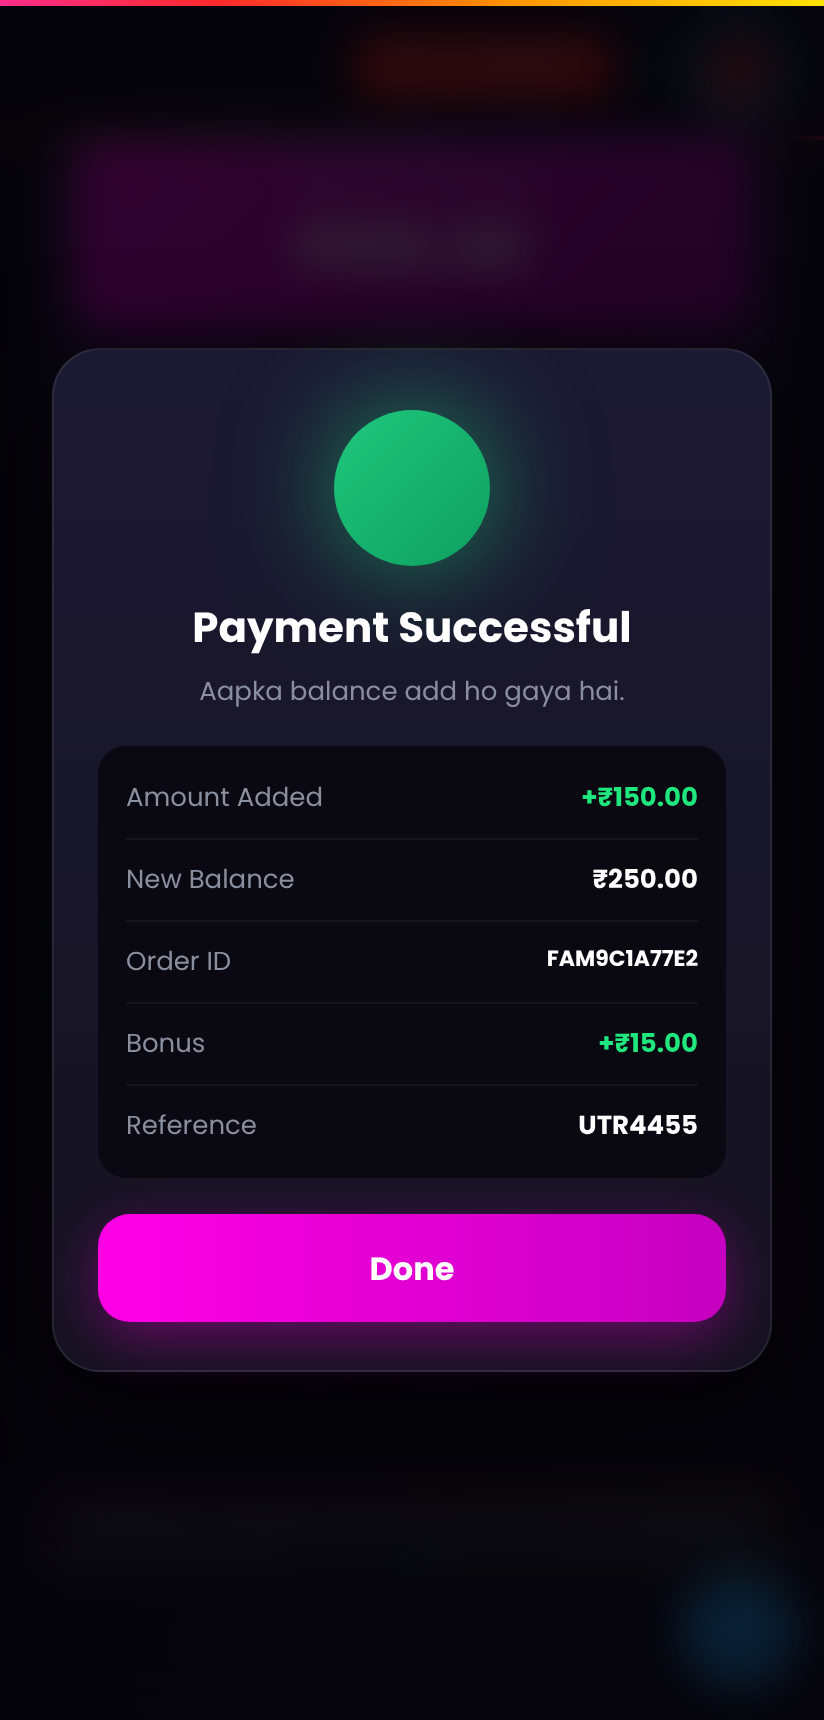 Payment Successful
Aapka balance add ho gaya hai.
Amount Added +₹150.00
New Balance ₹250.00
Order ID FAM9C1A77E2
Bonus +₹15.00
Reference UTR4455
Done